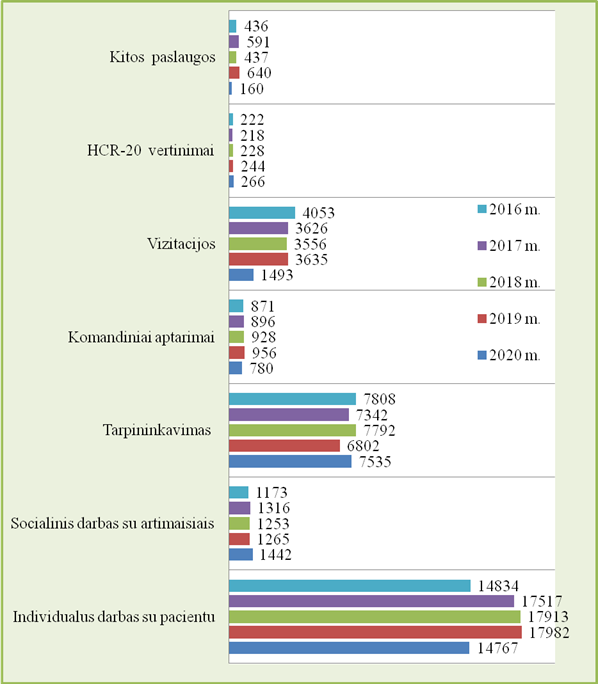 Kitos paslaugos
436
591
437
640
160
HCR-20 vertinimai
222
218
228
244
266
Vizitacijos
4053
3626
3556
3635
1493
2016 m.
2017 m.
2018 m.
2019 m.
2020 m.
Komandiniai aptarimai
871
896
928
956
780
Tarpininkavimas
7808
7342
7792
6802
7535
Socialinis darbas su artimaisiais
1173
1316
1253
1265
1442
Individualus darbas su pacientu
14834
17517
17913
17982
14767